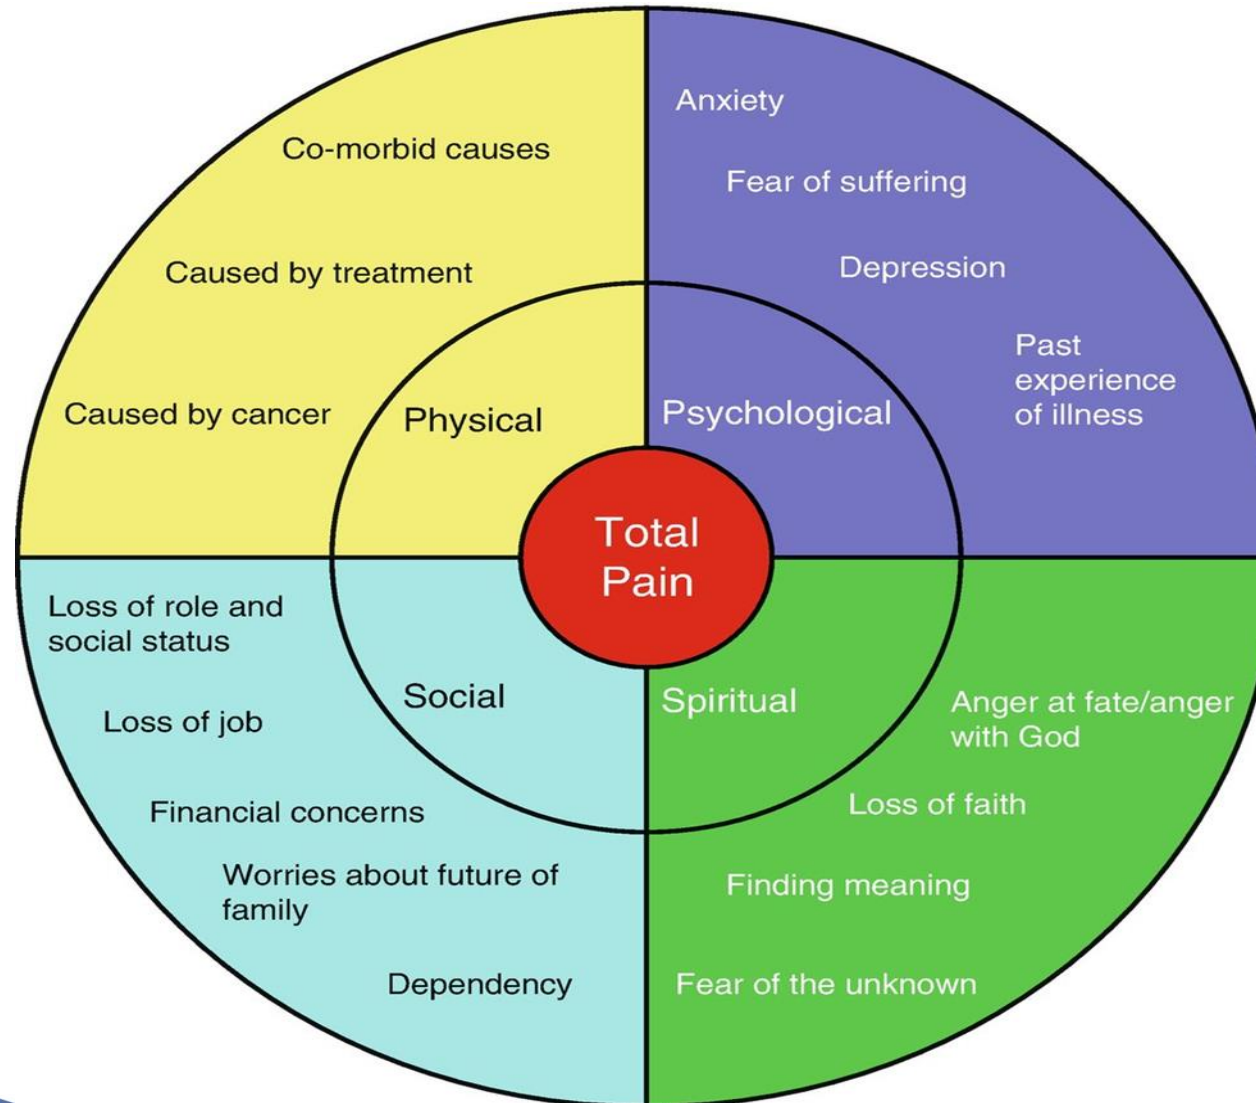 Co-morbid causes
Caused by treatment
Caused by cancer
Physical
Anxiety
Fear of suffering
Depression
Past
experience
of illness
Psychological
Total
Pain
Loss of role and
social status
Loss of job
Financial concerns
Worries about future of
family
Dependency
Social
Spiritual
Anger at fate/anger
with God
Loss of faith
Finding meaning
Fear of the unknown